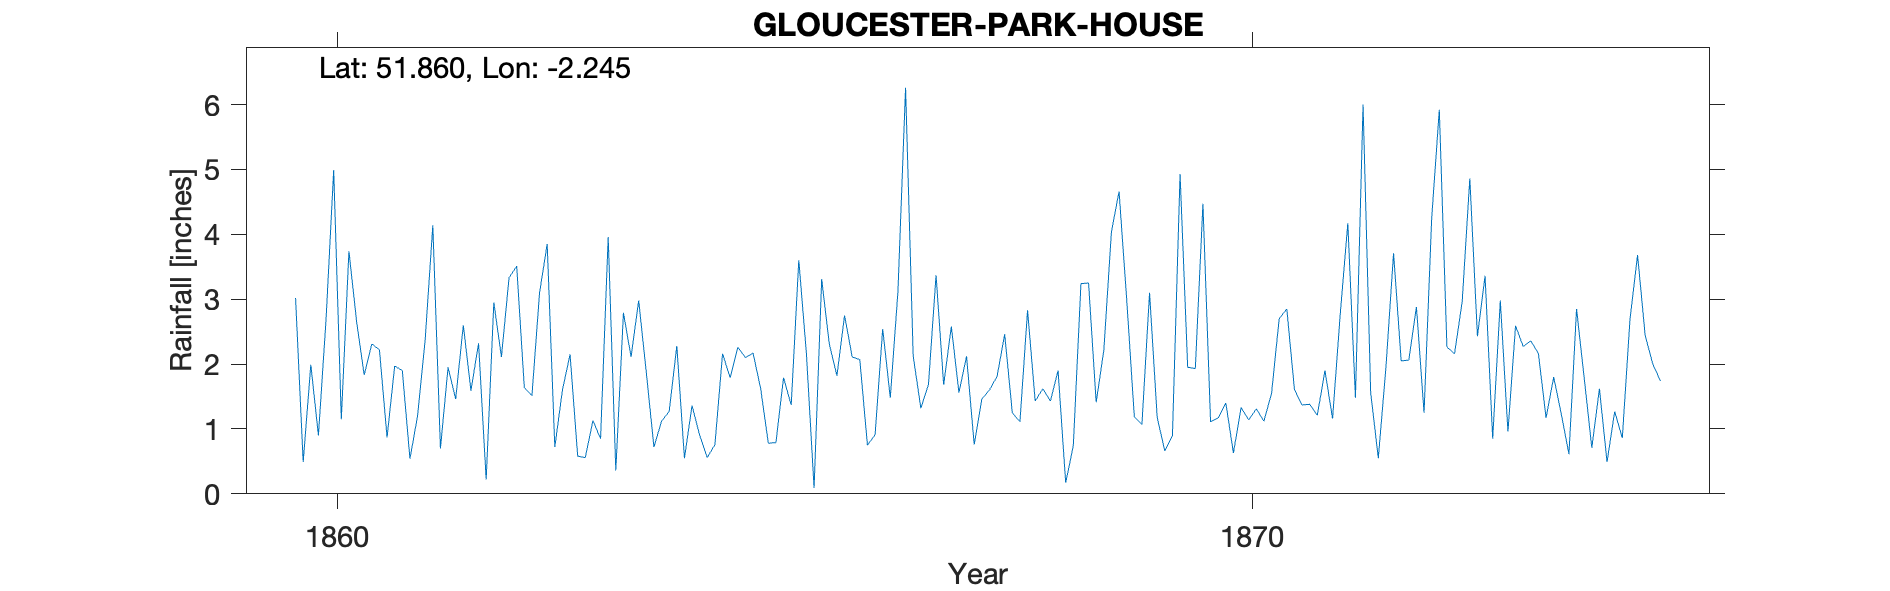 GLOUCESTER-PARK-HOUSE
Lat: 51.860, Lon: -2.245
6
5
4
3
2
1
0
Rainfall [inches]
1860
1870
Year